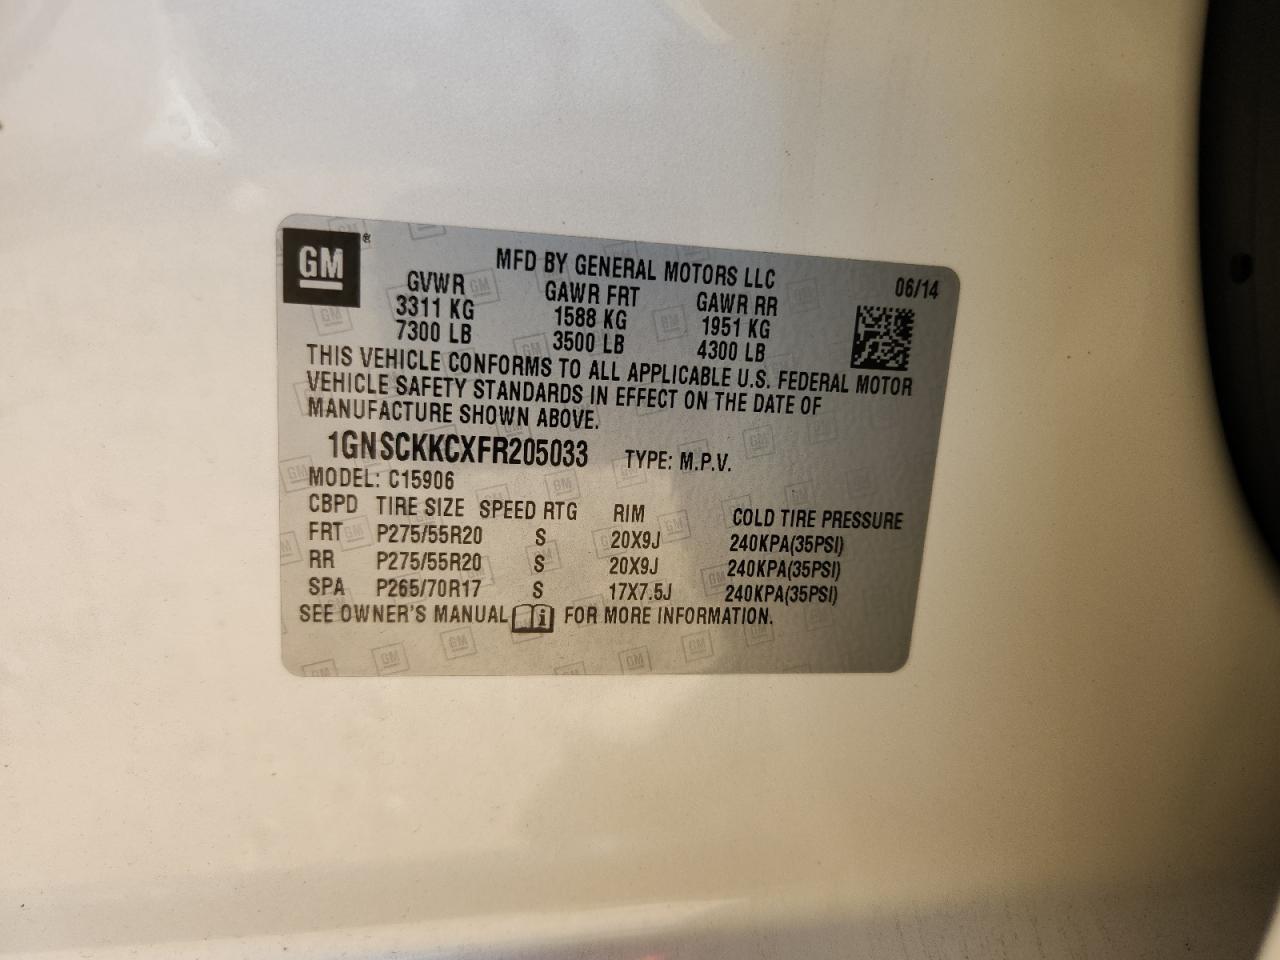 GM ®
MFD BY GENERAL MOTORS LLC 06/14
GVWR GAWR FRT GAWR RR
3311 KG 1588 KG 1951 KG
7300 LB 3500 LB 4300 LB
THIS VEHICLE CONFORMS TO ALL APPLICABLE U.S. FEDERAL MOTOR
VEHICLE SAFETY STANDARDS IN EFFECT ON THE DATE OF
MANUFACTURE SHOWN ABOVE.
1GNSCKKCXFR205033 TYPE: M.P.V.
MODEL: C15906
CBPD TIRE SIZE SPEED RTG RIM COLD TIRE PRESSURE
FRT P275/55R20 S 20X9J 240KPA(35PSI)
RR P275/55R20 S 20X9J 240KPA(35PSI)
SPA P265/70R17 S 17X7.5J 240KPA(35PSI)
SEE OWNER'S MANUAL i FOR MORE INFORMATION.